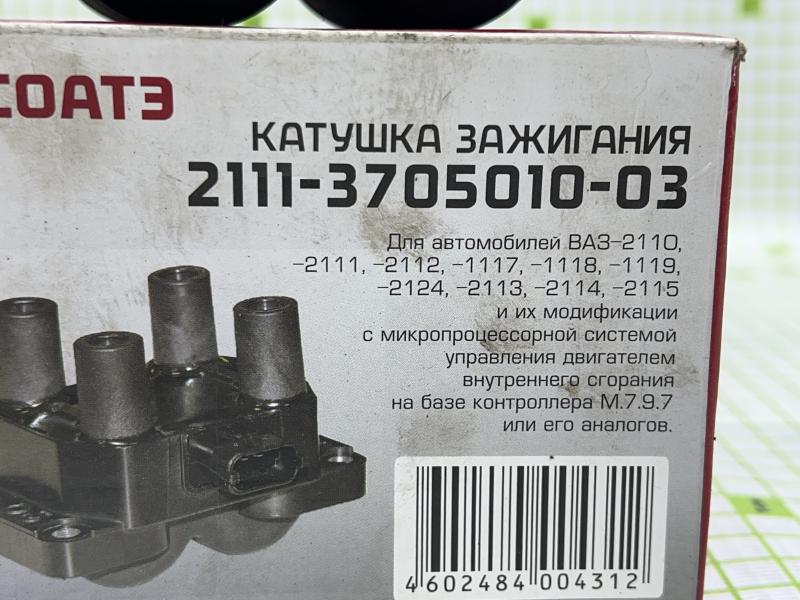 СОАТЭ
КАТУШКА ЗАЖИГАНИЯ
2111-3705010-03
Для автомобилей ВАЗ-2110,
-2111, -2112, -1117, -1118, -1119,
-2124, -2113, -2114, -2115
и их модификации
с микропроцессорной системой
управления двигателем
внутреннего сгорания
на базе контроллера М.7.9.7
или его аналогов.
4 602484 004312